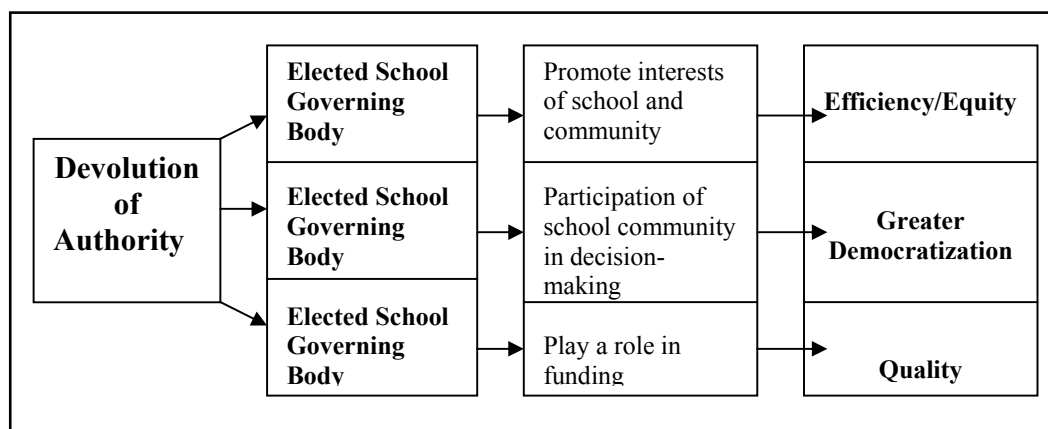 Devolution
of
Authority
Elected School
Governing
Body
Promote interests
of school and
community
Efficiency/Equity
Elected School
Governing
Body
Participation of
school community
in decision-
making
Greater
Democratization
Elected School
Governing
Body
Play a role in
funding
Quality